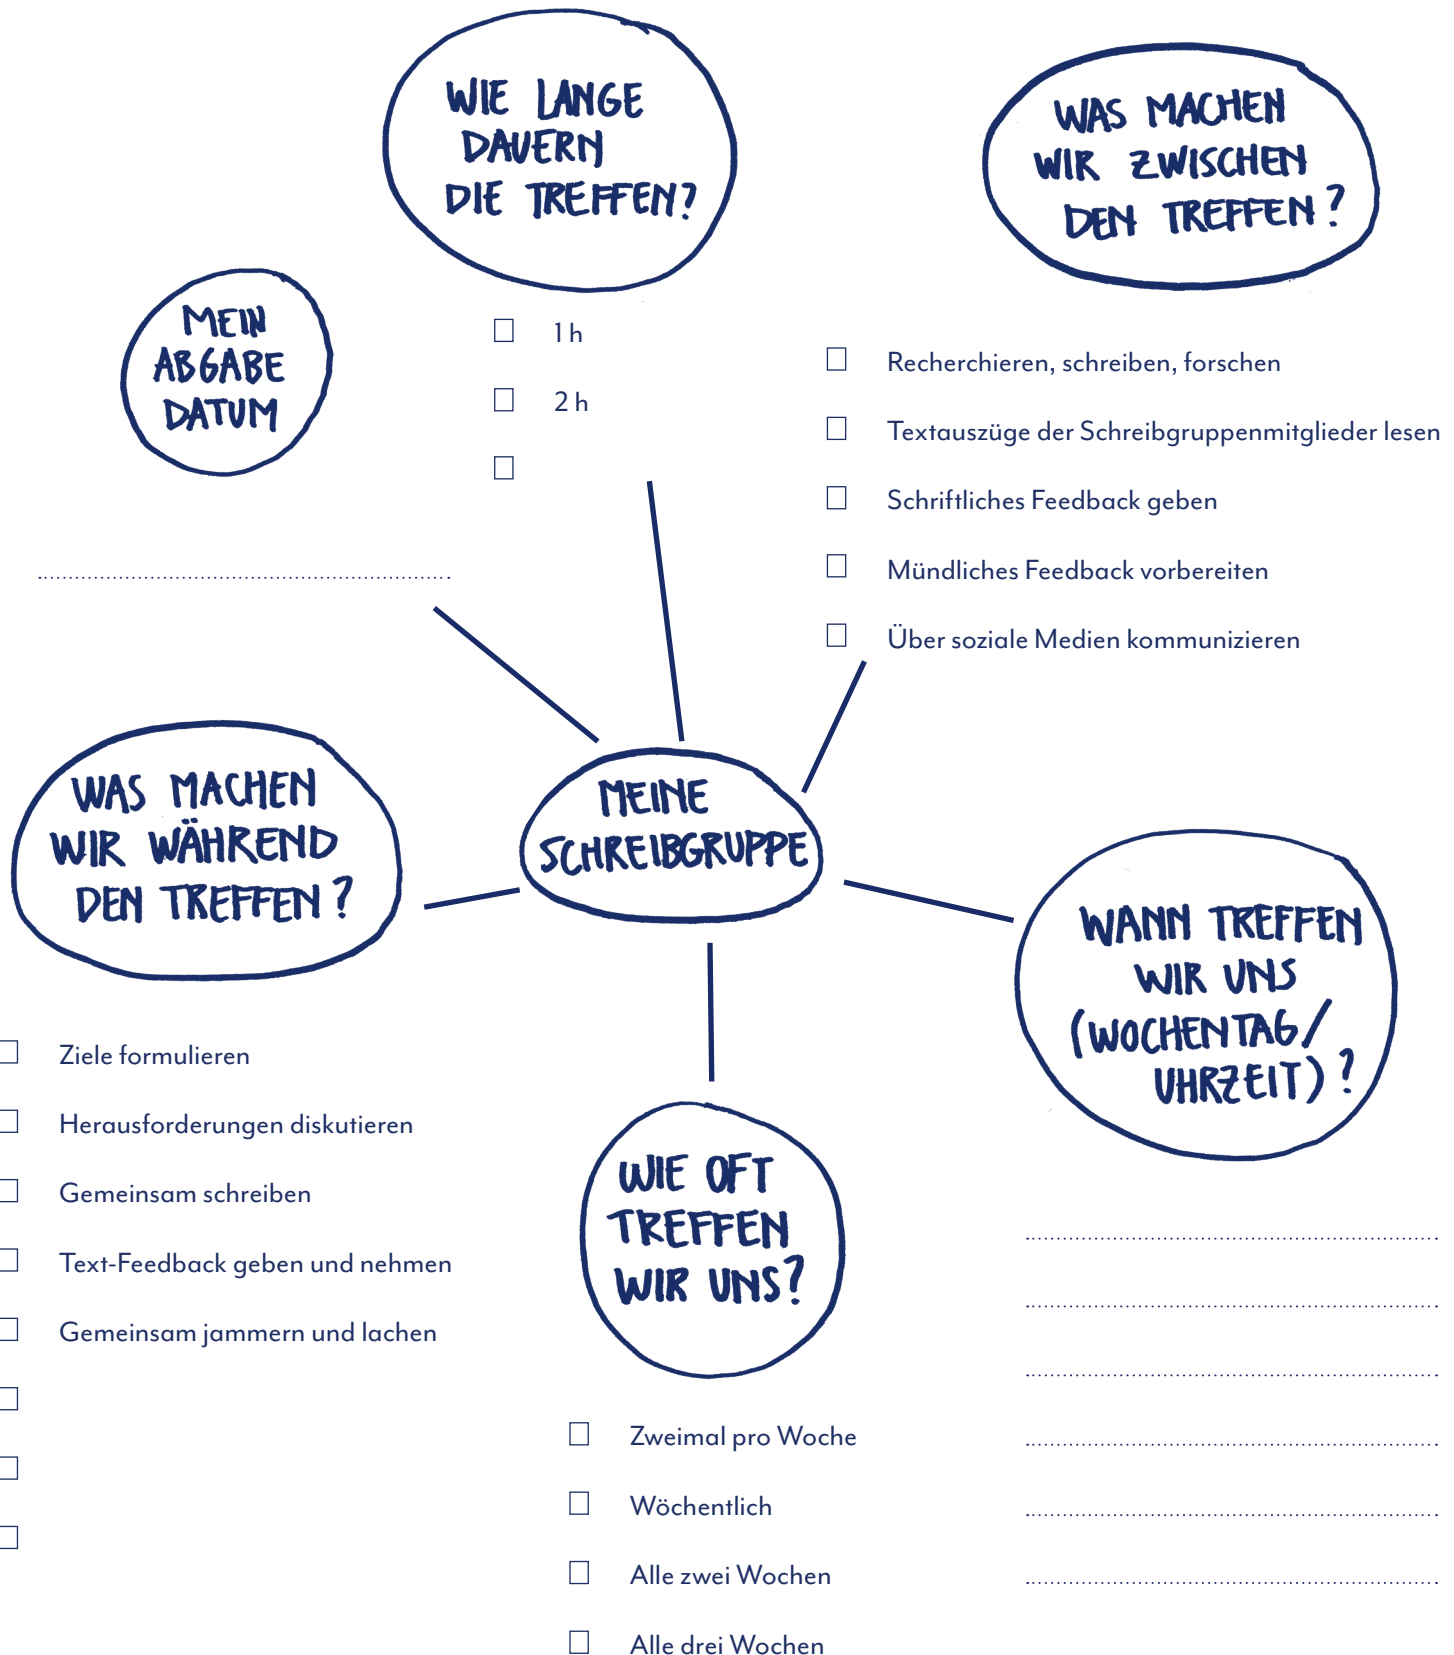 WIE LANGE
DAUERN
DIE TREFFEN?
1 h
2 h
WAS MACHEN
WIR ZWISCHEN
DEN TREFFEN?
Recherchieren, schreiben, forschen
Textauszüge der Schreibgruppenmitglieder lesen
Schriftliches Feedback geben
Mündliches Feedback vorbereiten
Über soziale Medien kommunizieren
MEIN
ABGABE
DATUM
MEINE
SCHREIBGRUPPE
WAS MACHEN
WIR WÄHREND
DEN TREFFEN?
Ziele formulieren
Herausforderungen diskutieren
Gemeinsam schreiben
Text-Feedback geben und nehmen
Gemeinsam jammern und lachen
WIE OFT
TREFFEN
WIR UNS?
Zweimal pro Woche
Wöchentlich
Alle zwei Wochen
Alle drei Wochen
WANN TREFFEN
WIR UNS
(WOCHENTAG/
UHRZEIT)?